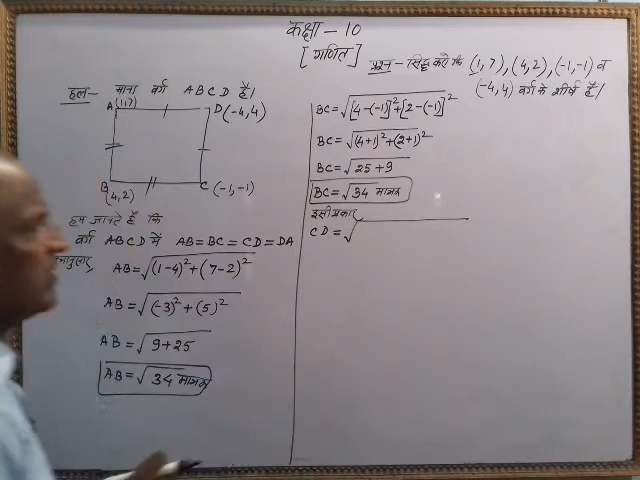 कक्षा - 10
[गणित]
प्रश्न - सिद्ध करो कि (1, 7), (4, 2), (-1, -1) व
(-4, 4) वर्ग के शीर्ष हैं।
हल- माना वर्ग A B C D है।
A (1,7)
D (-4, 4)
B (4, 2)
C (-1, -1)
हम जानते हैं कि
वर्ग ABCD में AB = BC = CD = DA
AB = √(1-4)² + (7-2)²
AB = √(-3)² + (5)²
AB = √9+25
AB = √34 मात्रक
BC = √[4-(-1)]² + [2-(-1)]²
BC = √(4+1)² + (2+1)²
BC = √25+9
BC = √34 मात्रक
इसीप्रकार
CD = √